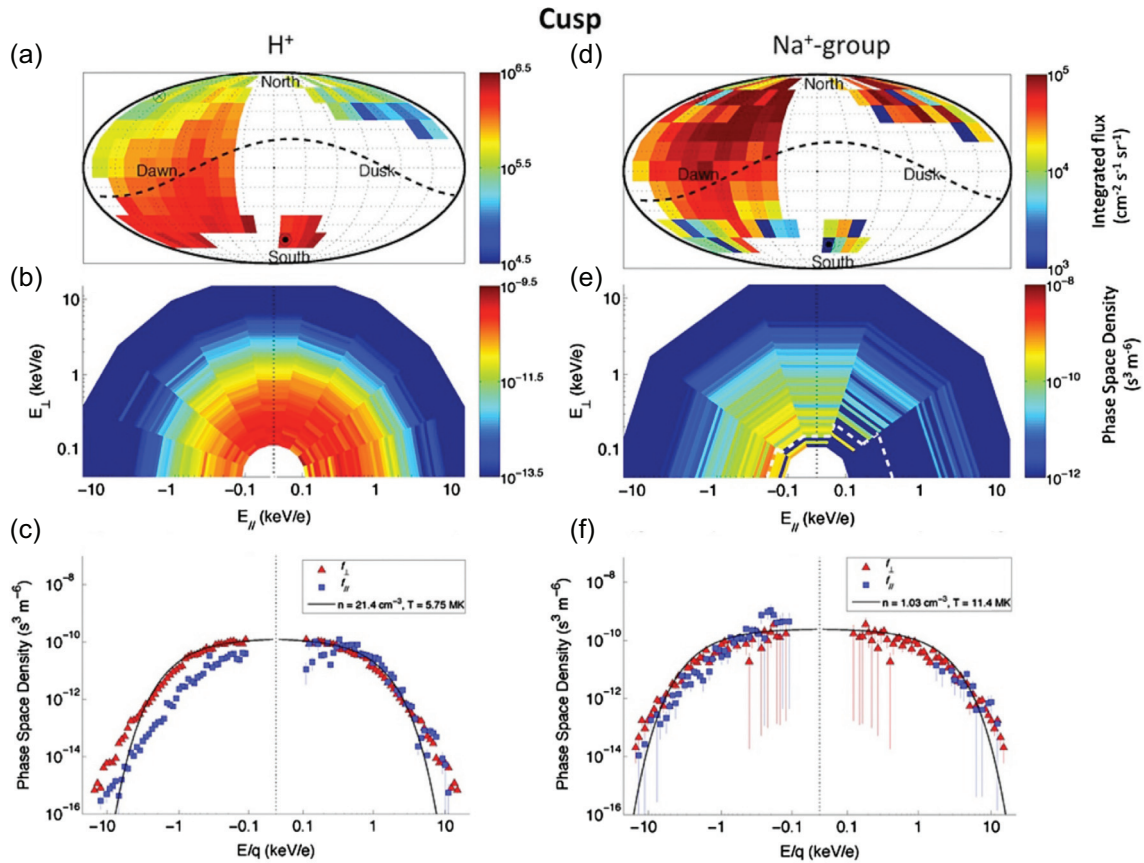 Cusp
(a)
H⁺
North
Dawn
Dusk
South
10^6.5
10^5.5
10^4.5
(d)
Na⁺-group
North
Dawn
Dusk
South
10^5
10^4
10^3
Integrated flux
(cm⁻² s⁻¹ sr⁻¹)
(b)
E⊥ (keV/e)
10
1
0.1
-10 -1 -0.1 0.1 1 10
E// (keV/e)
10^-9.5
10^-11.5
10^-13.5
(e)
E⊥ (keV/e)
10
1
0.1
-10 -1 -0.1 0.1 1 10
E// (keV/e)
10^-8
10^-10
10^-12
Phase Space Density
(s³ m⁻⁶)
(c)
Phase Space Density (s³ m⁻⁶)
10^-8
10^-10
10^-12
10^-14
10^-16
f⊥
f//
n = 21.4 cm⁻³, T = 5.75 MK
-10 -1 -0.1 0.1 1 10
E/q (keV/e)
(f)
Phase Space Density (s³ m⁻⁶)
10^-8
10^-10
10^-12
10^-14
10^-16
f⊥
f//
n = 1.03 cm⁻³, T = 11.4 MK
-10 -1 -0.1 0.1 1 10
E/q (keV/e)